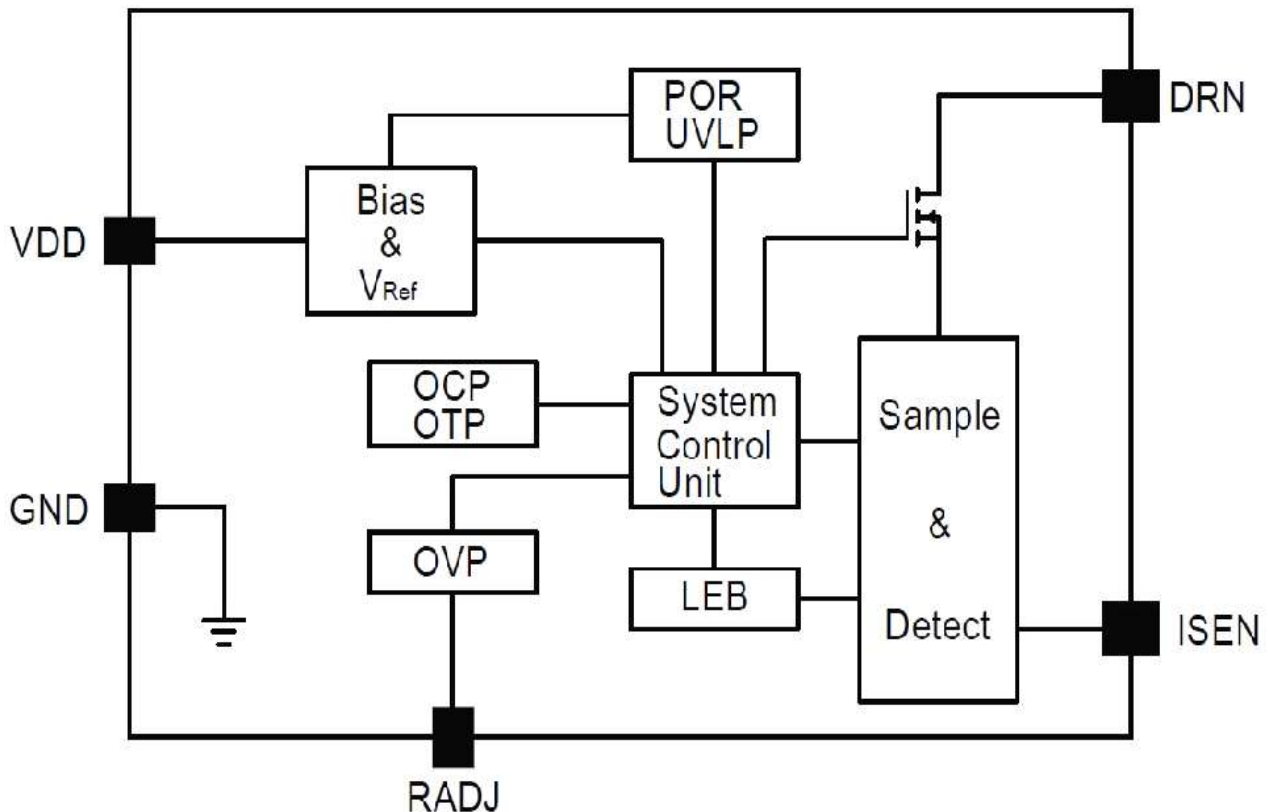 POR
UVLP
DRN
Bias
&
VRef
VDD
OCP
OTP
System
Control
Unit
Sample
&
Detect
GND
OVP
LEB
ISEN
RADJ